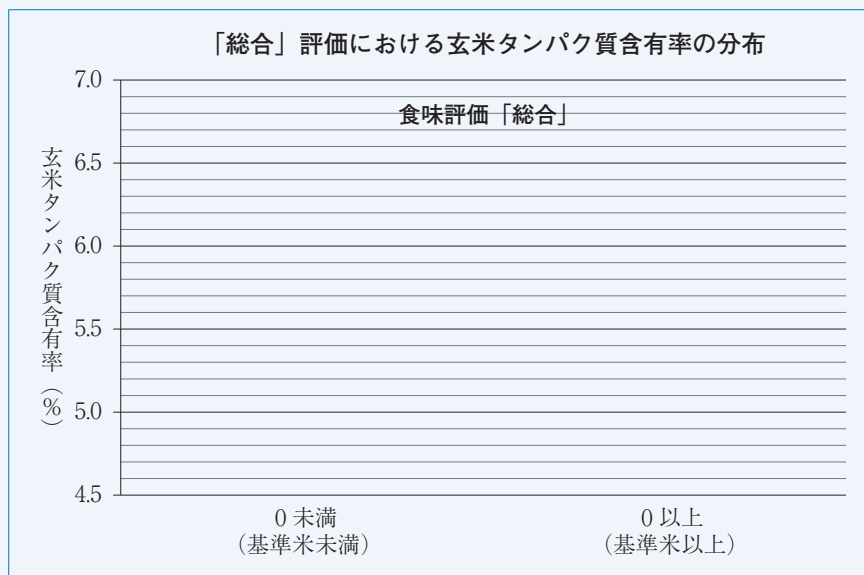 「総合」評価における玄米タンパク質含有率の分布
食味評価「総合」
玄米タンパク質含有率（%）
7.0
6.5
6.0
5.5
5.0
4.5
0 未満
（基準米未満）
0 以上
（基準米以上）